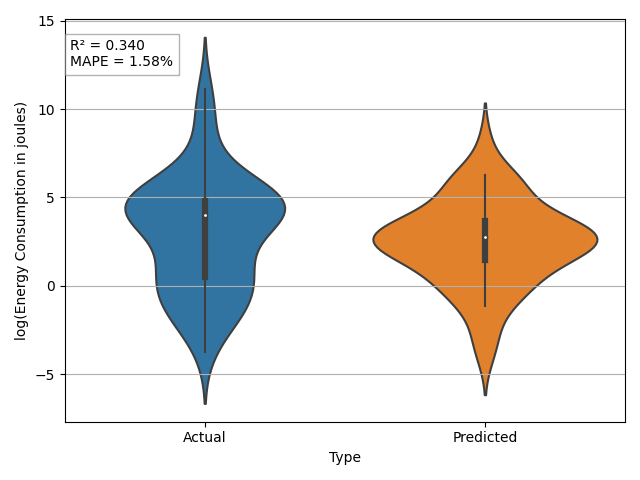 R² = 0.340
MAPE = 1.58%
15
10
5
0
−5
log(Energy Consumption in joules)
Actual
Predicted
Type